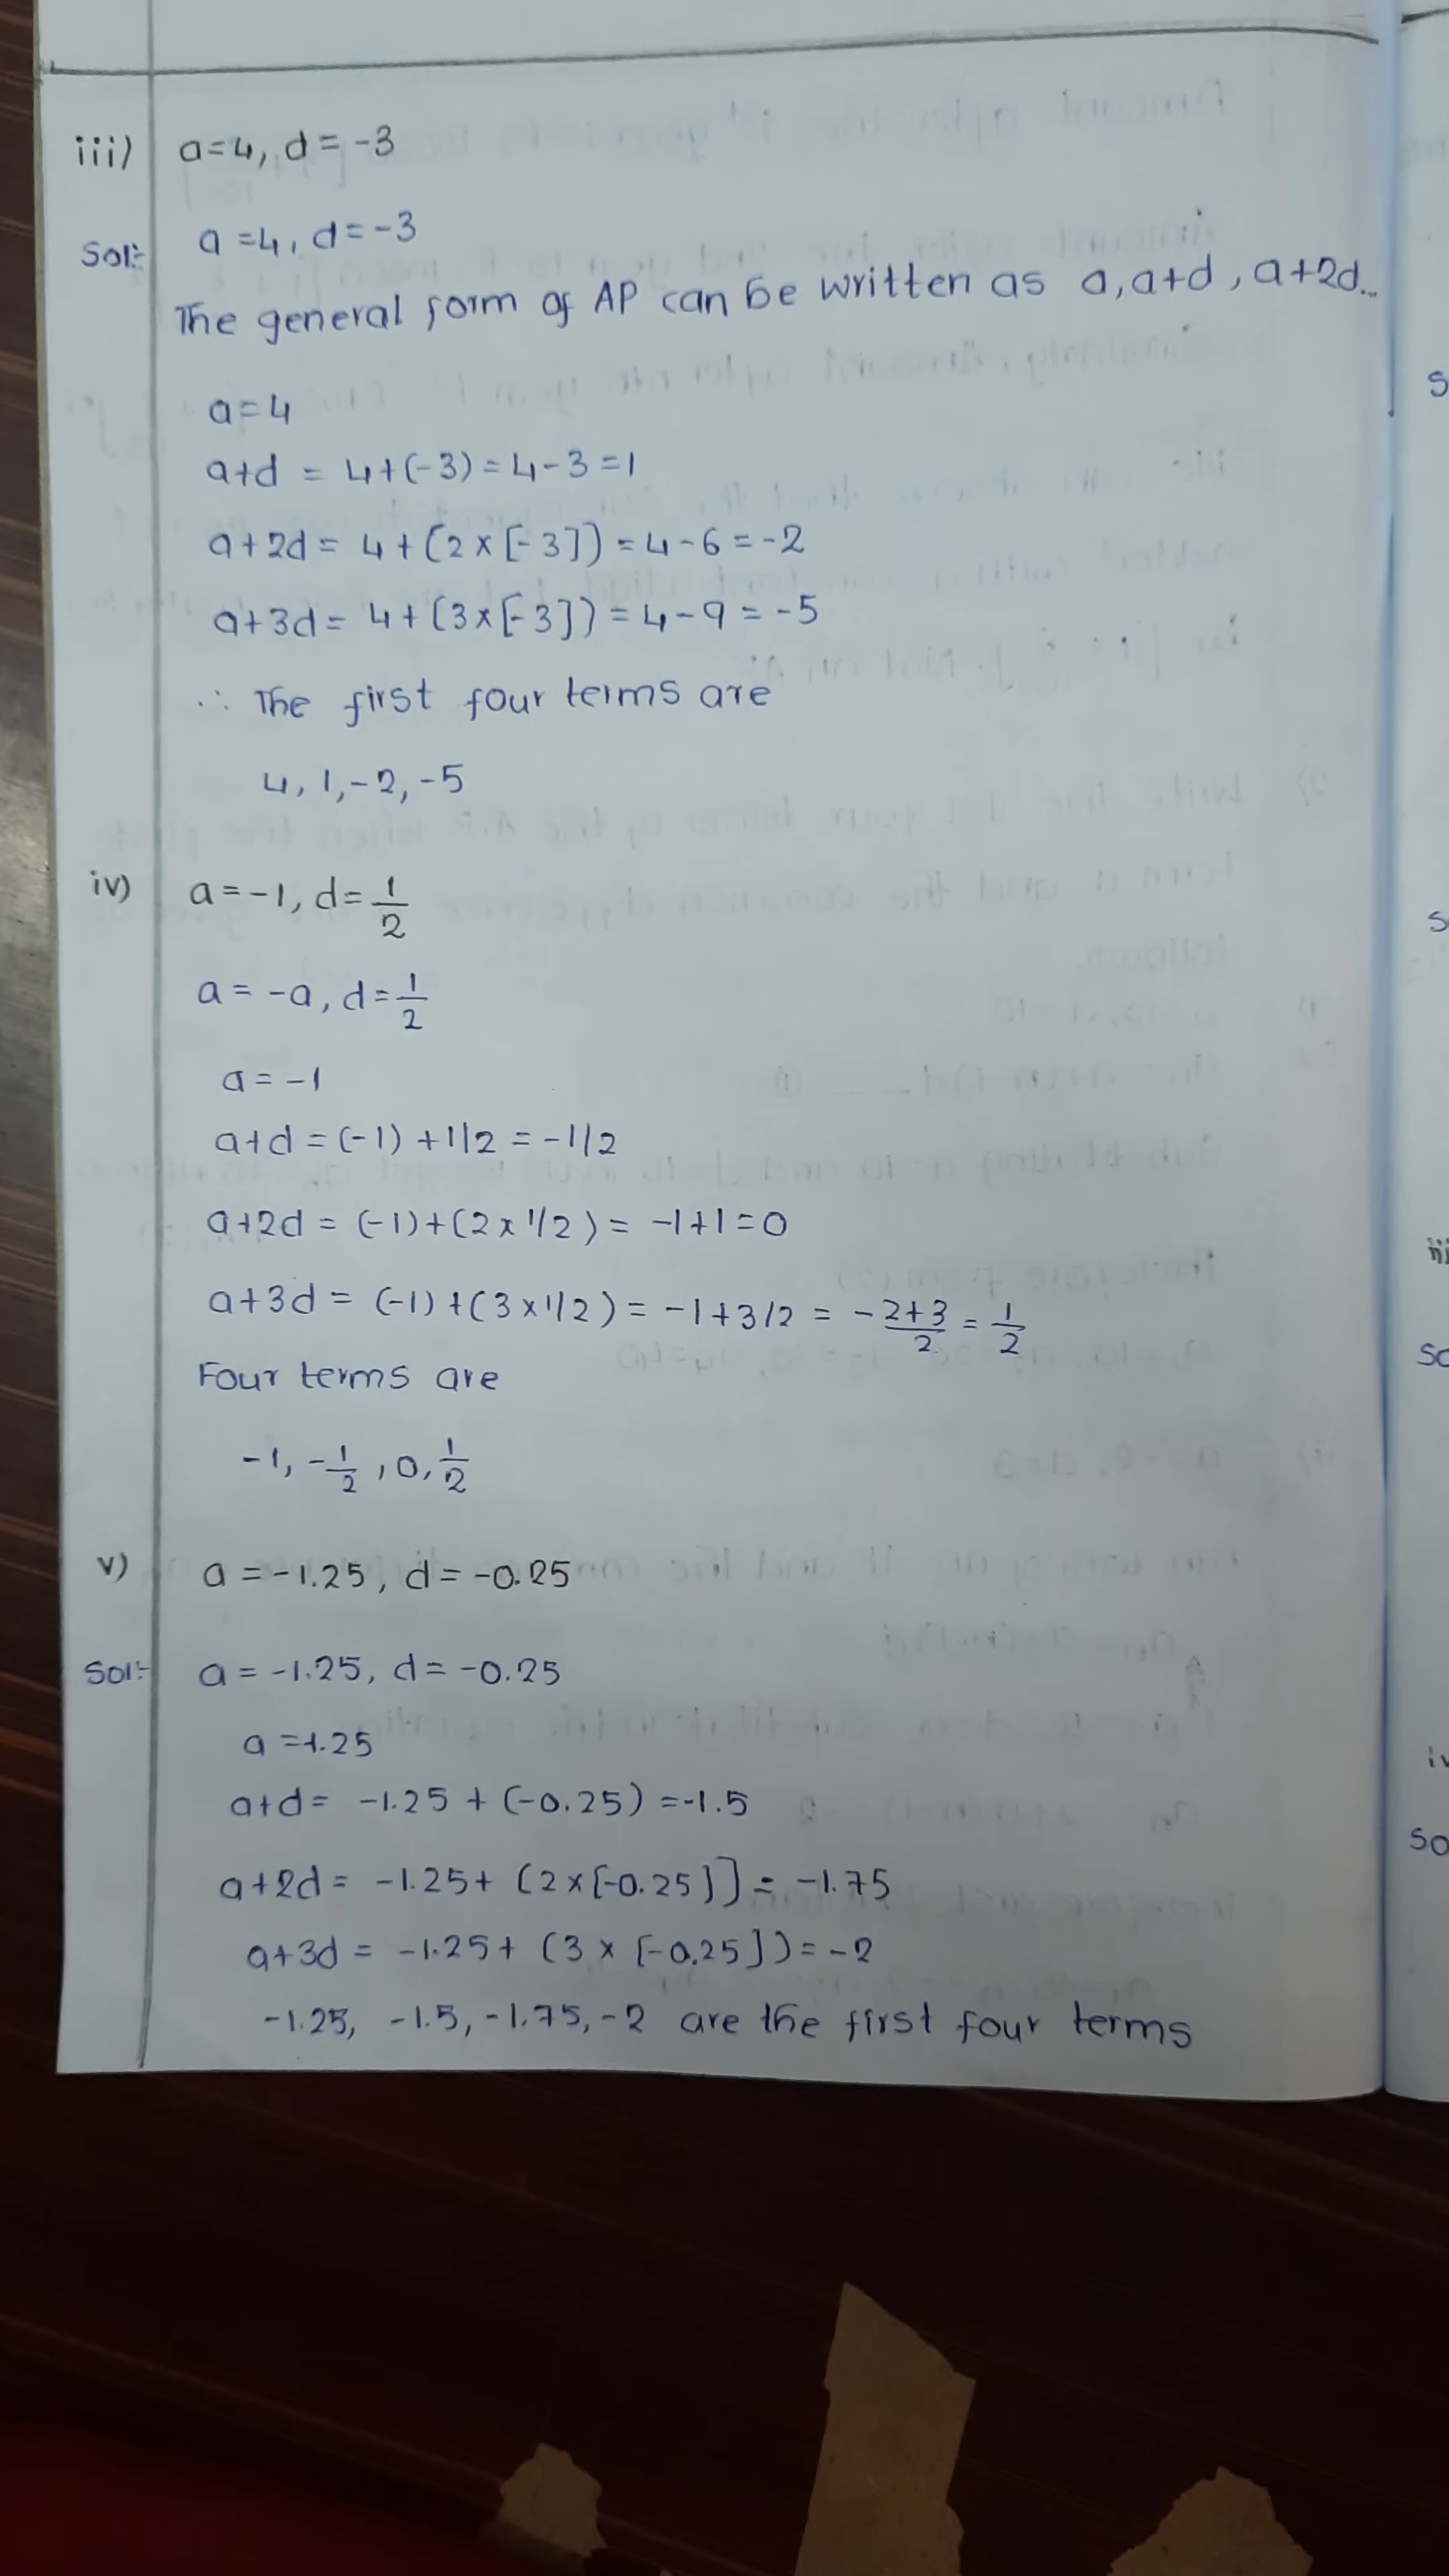 iii) a=4, d= -3
Sol:- a=4, d=-3
The general form of AP can be written as a, a+d, a+2d...
a=4
a+d = 4+(-3)=4-3=1
a+2d= 4+(2×[-3])=4-6=-2
a+3d= 4+(3×[-3])=4-9=-5
∴ The first four terms are
4, 1, -2, -5
iv) a=-1, d=1/2
a= -a, d=1/2
a=-1
a+d=(-1)+1/2=-1/2
a+2d=(-1)+(2×1/2)= -1+1=0
a+3d= (-1)+(3×1/2)= -1+3/2 = -2+3/2 = 1/2
Four terms are
-1, -1/2, 0, 1/2
v) a=-1.25, d=-0.25
Sol:- a= -1.25, d= -0.25
a=-1.25
a+d= -1.25+(-0.25)=-1.5
a+2d= -1.25+ (2×[-0.25)]= -1.75
a+3d= -1.25+ (3×[-0.25])= -2
-1.25, -1.5, -1.75, -2 are the first four terms